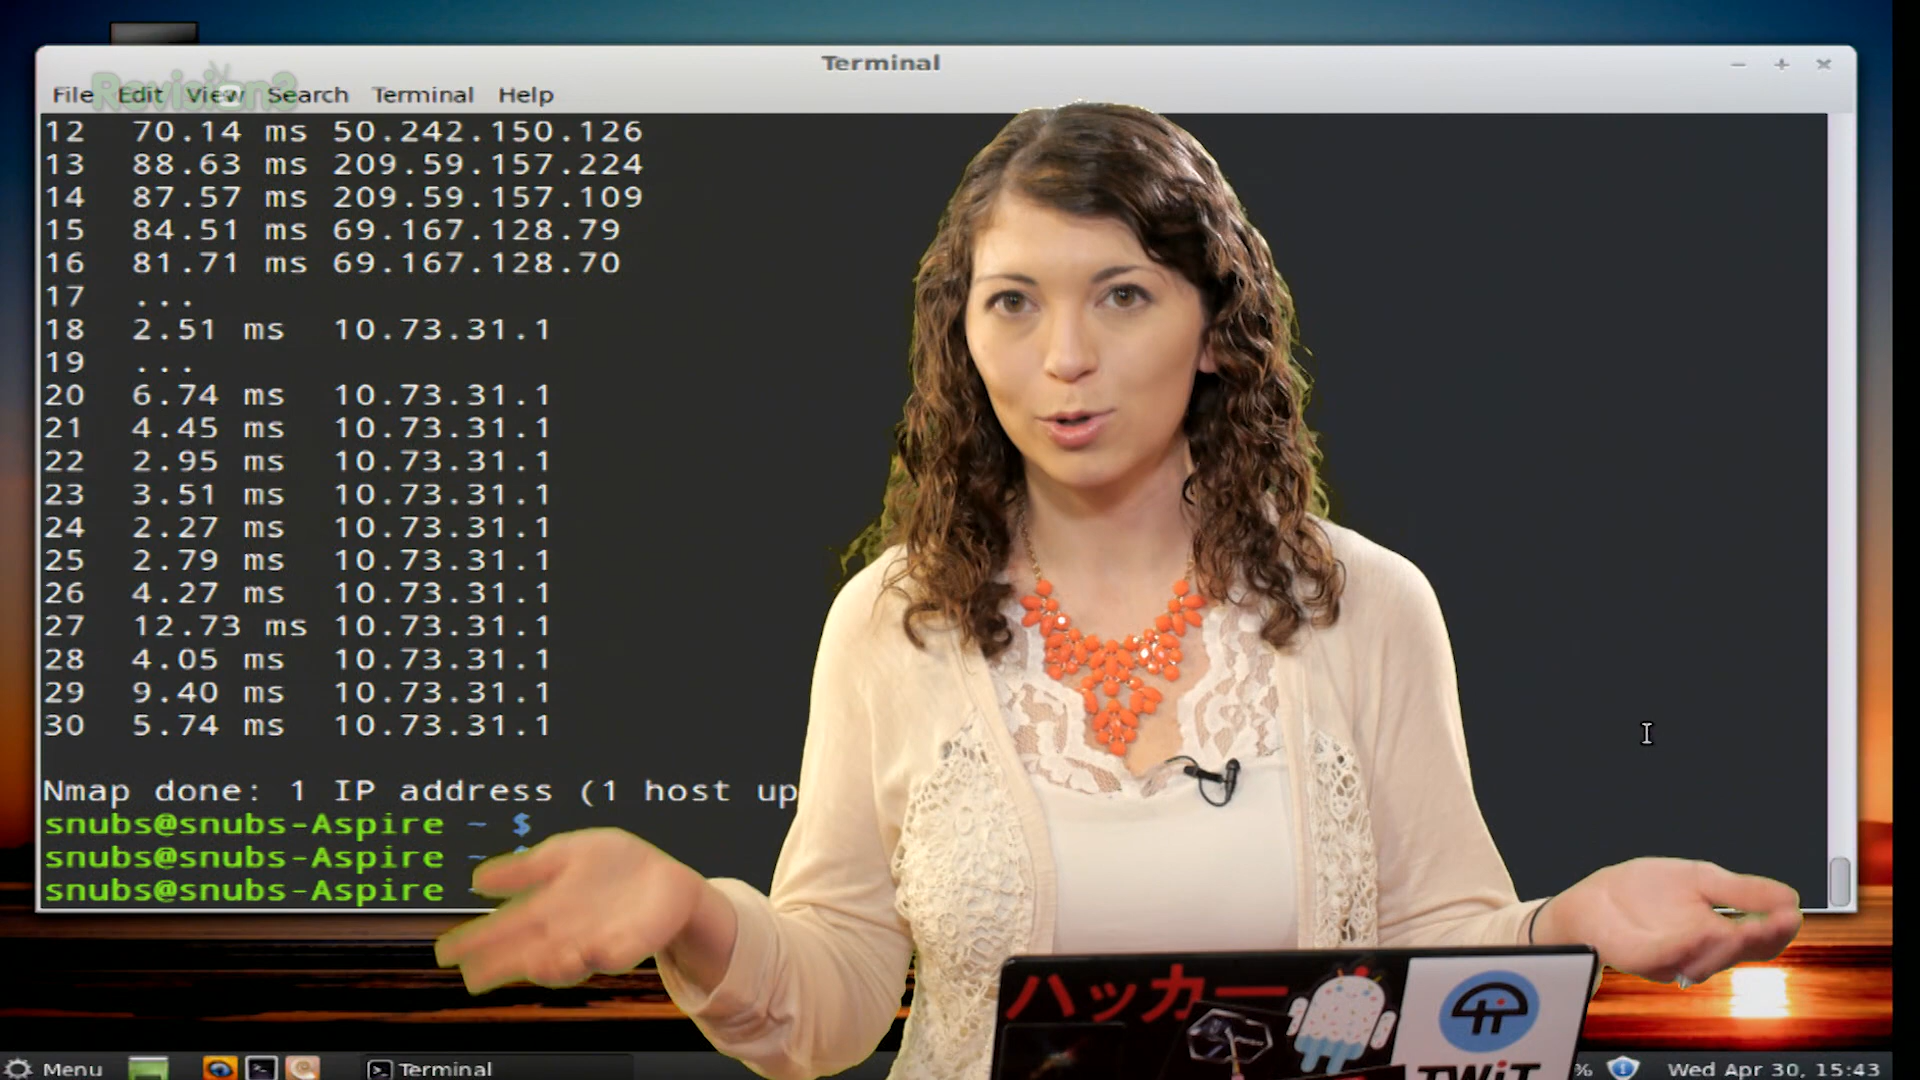 Terminal
Revision3
File Edit View Search Terminal Help
12 70.14 ms 50.242.150.126
13 88.63 ms 209.59.157.224
14 87.57 ms 209.59.157.109
15 84.51 ms 69.167.128.79
16 81.71 ms 69.167.128.70
17 ...
18 2.51 ms 10.73.31.1
19 ...
20 6.74 ms 10.73.31.1
21 4.45 ms 10.73.31.1
22 2.95 ms 10.73.31.1
23 3.51 ms 10.73.31.1
24 2.27 ms 10.73.31.1
25 2.79 ms 10.73.31.1
26 4.27 ms 10.73.31.1
27 12.73 ms 10.73.31.1
28 4.05 ms 10.73.31.1
29 9.40 ms 10.73.31.1
30 5.74 ms 10.73.31.1
Nmap done: 1 IP address (1 host up
snubs@snubs-Aspire ~ $
snubs@snubs-Aspire ~
snubs@snubs-Aspire
ハッカー
TWiT
Menu
Terminal
% Wed Apr 30, 15:43